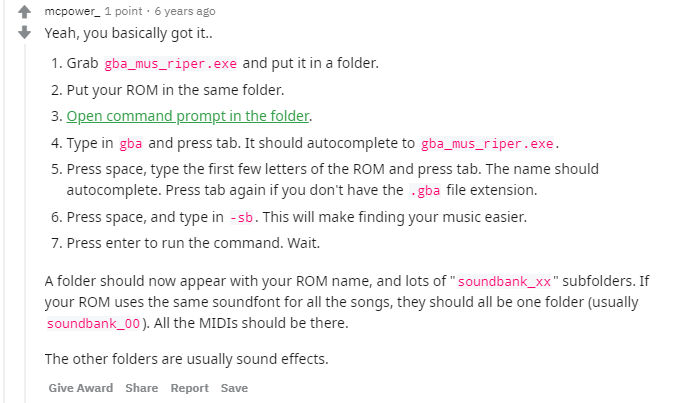 mcpower_ 1 point · 6 years ago
Yeah, you basically got it..
1. Grab gba_mus_riper.exe and put it in a folder.
2. Put your ROM in the same folder.
3. Open command prompt in the folder.
4. Type in gba and press tab. It should autocomplete to gba_mus_riper.exe.
5. Press space, type the first few letters of the ROM and press tab. The name should
autocomplete. Press tab again if you don't have the .gba file extension.
6. Press space, and type in -sb. This will make finding your music easier.
7. Press enter to run the command. Wait.
A folder should now appear with your ROM name, and lots of "soundbank_xx" subfolders. If
your ROM uses the same soundfont for all the songs, they should all be one folder (usually
soundbank_00). All the MIDIs should be there.
The other folders are usually sound effects.
Give Award Share Report Save